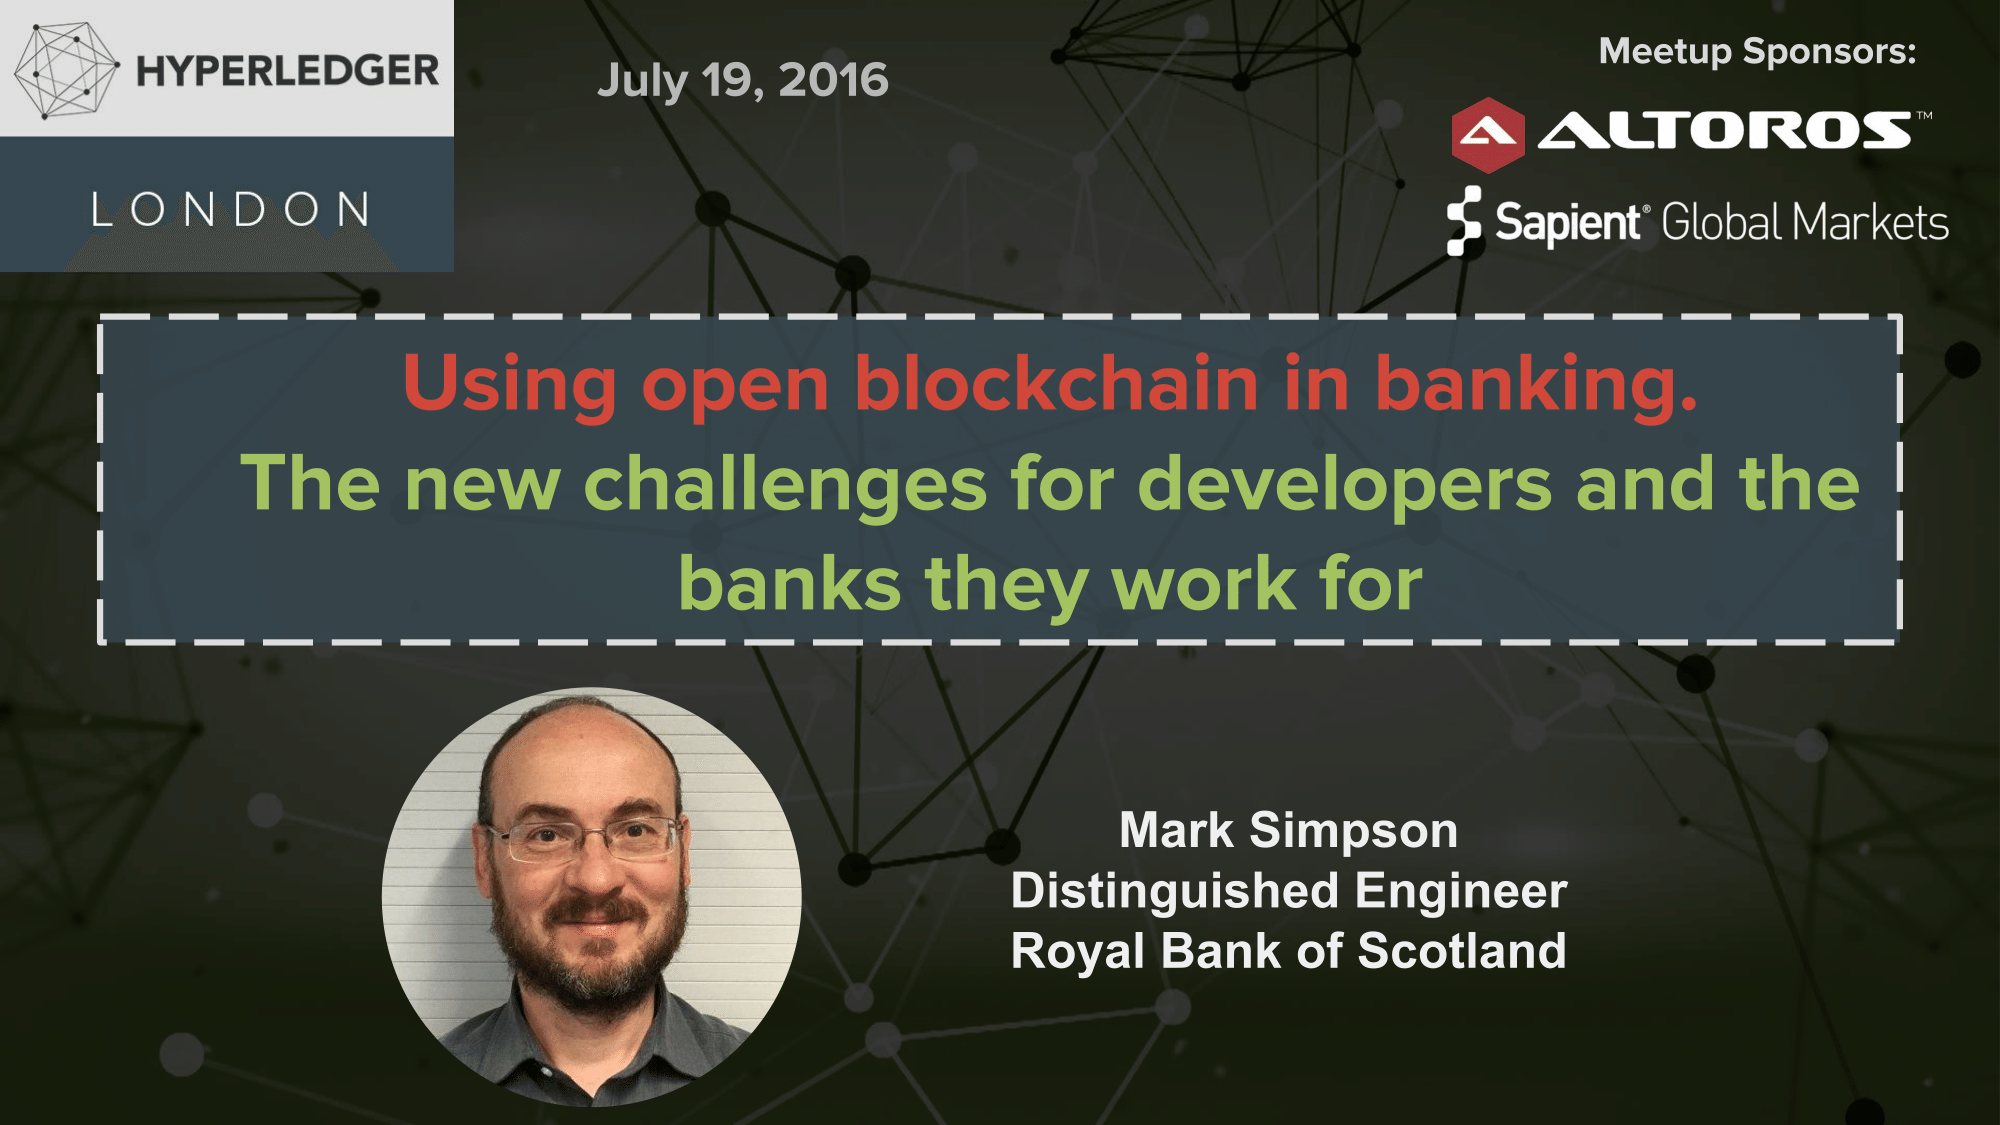 HYPERLEDGER
LONDON
July 19, 2016
Meetup Sponsors:
ALTOROS™
Sapient® Global Markets
Using open blockchain in banking.
The new challenges for developers and the
banks they work for
Mark Simpson
Distinguished Engineer
Royal Bank of Scotland